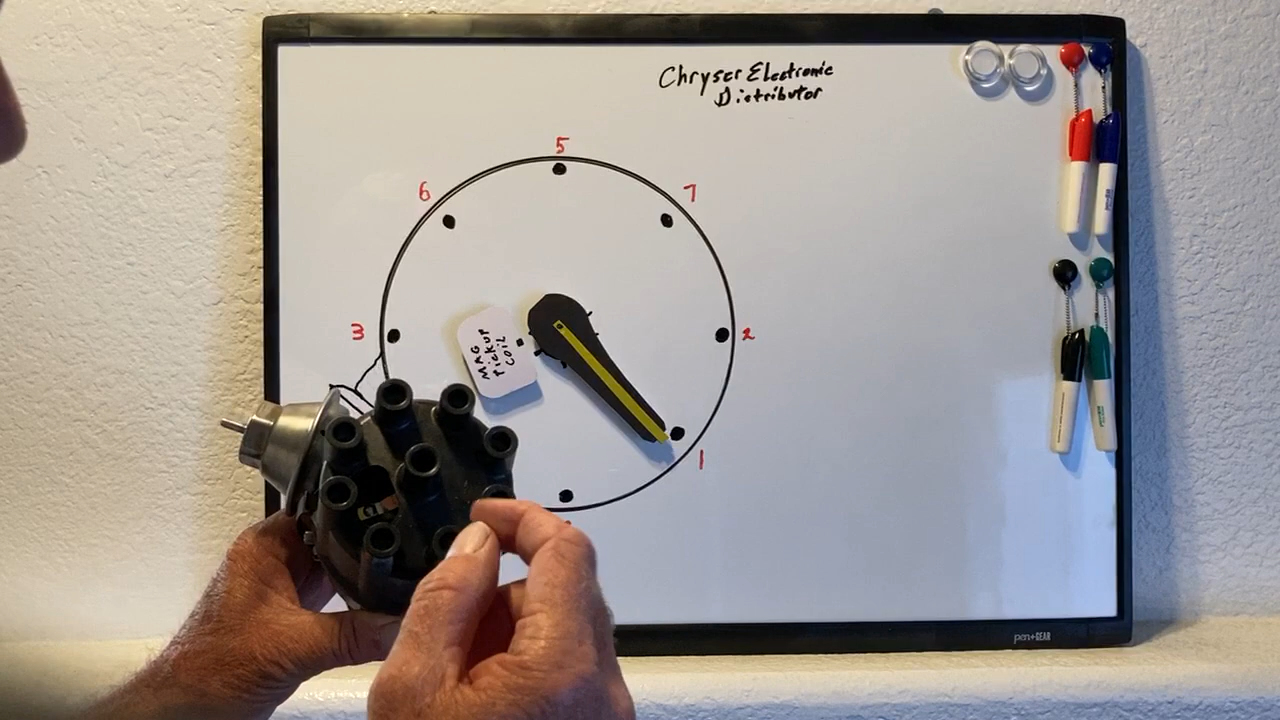 Chryser Electronic
Distributor
5
6
7
3
2
MAG
PickUP
COIL
1
pen+GEAR